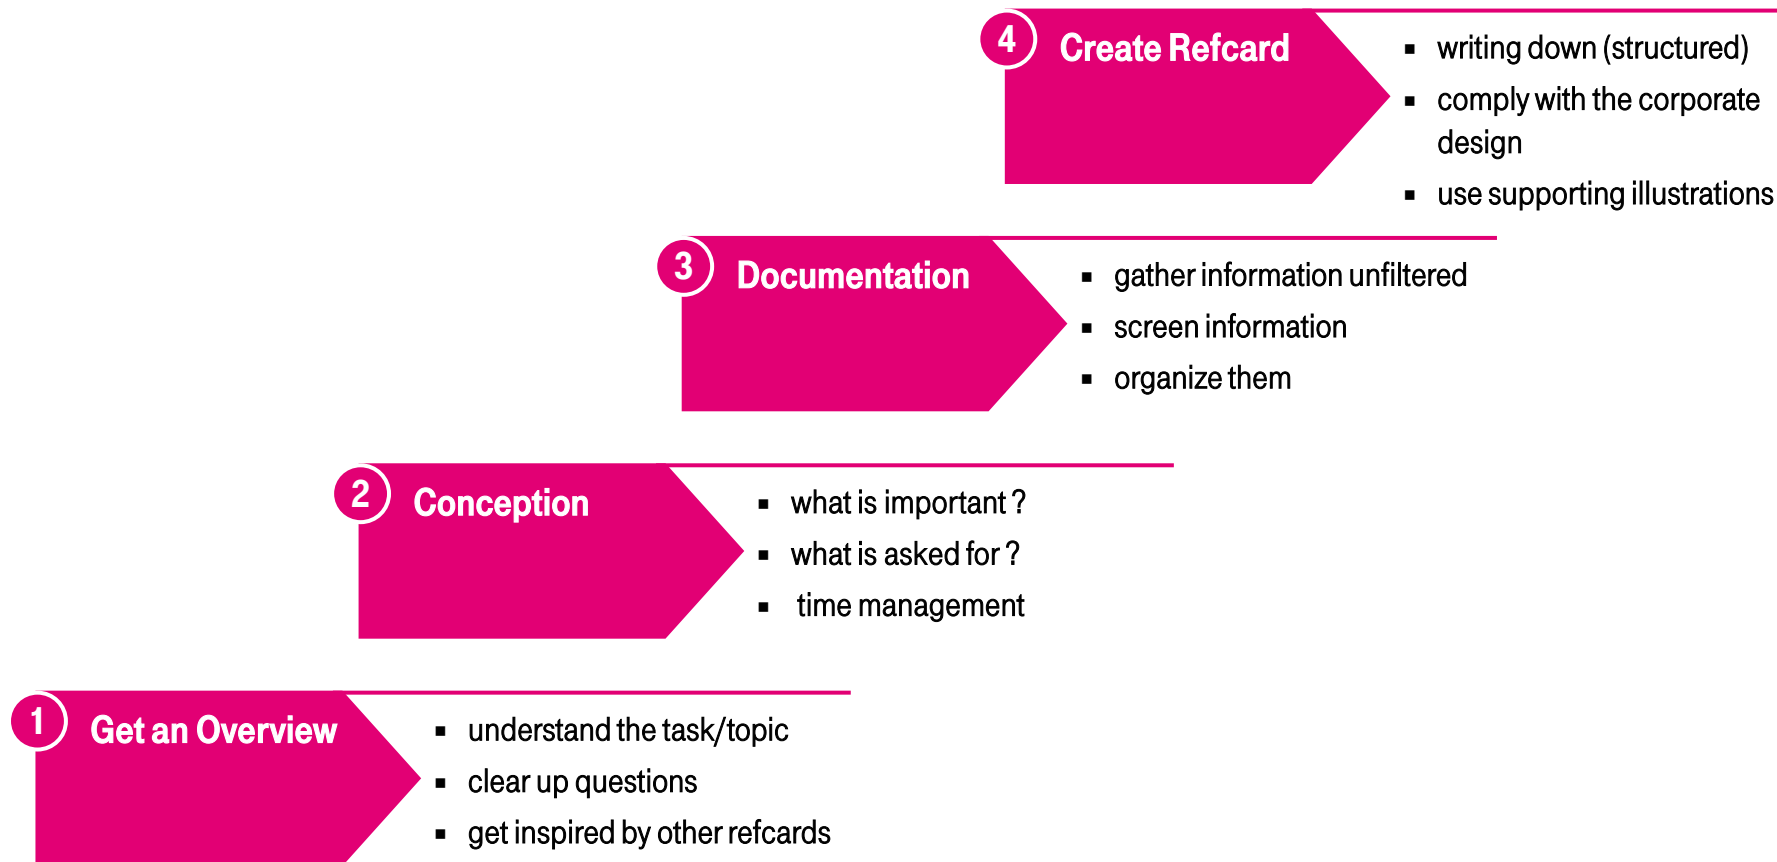 4
Create Refcard
▪ writing down (structured)
▪ comply with the corporate
design
▪ use supporting illustrations
3
Documentation
▪ gather information unfiltered
▪ screen information
▪ organize them
2
Conception
▪ what is important ?
▪ what is asked for ?
▪ time management
1
Get an Overview
▪ understand the task/topic
▪ clear up questions
▪ get inspired by other refcards